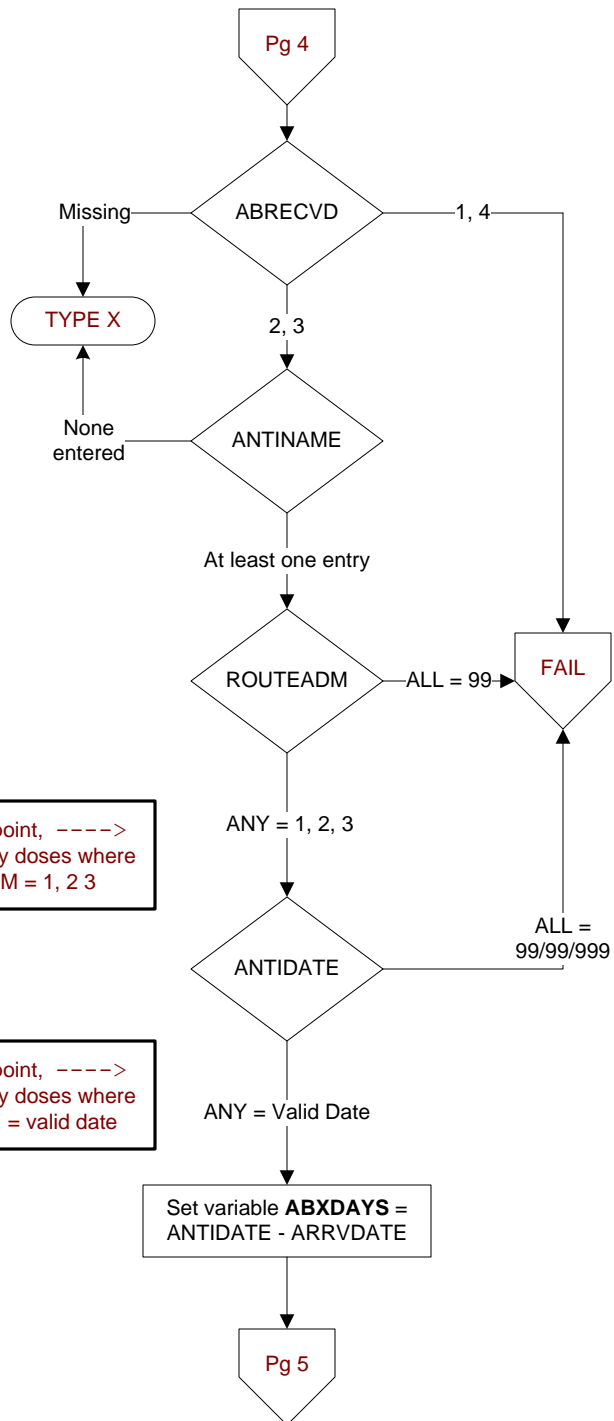 Pg 4
ABRECVD
Missing
1, 4
TYPE X
2, 3
ANTINAME
None
entered
At least one entry
ROUTEADM
ALL = 99
FAIL
point, ---->
y doses where
M = 1, 2 3
ANY = 1, 2, 3
ANTIDATE
ALL =
99/99/999
point, ---->
y doses where
= valid date
ANY = Valid Date
Set variable ABXDAYS =
ANTIDATE - ARRVDATE
Pg 5